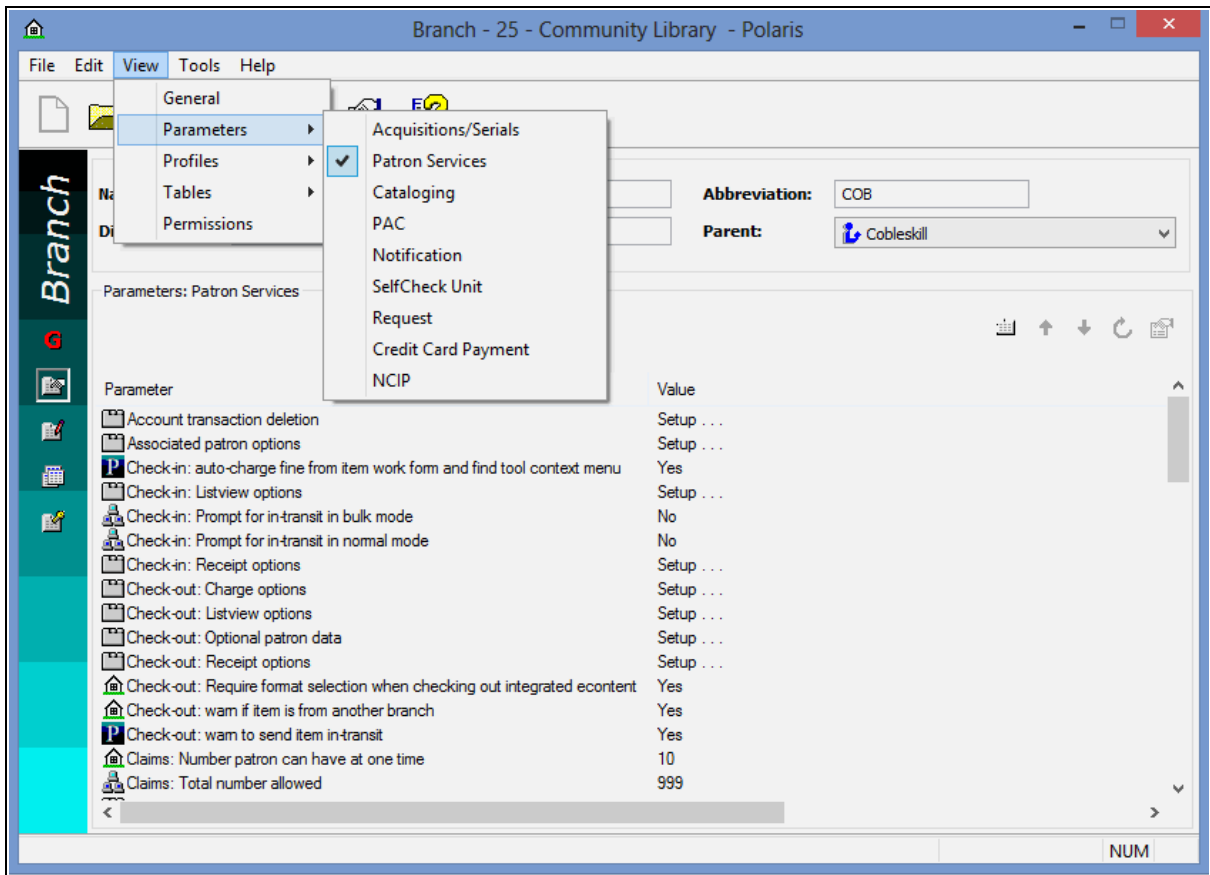 Branch - 25 - Community Library - Polaris
File Edit View Tools Help
General
Parameters
Profiles
Tables
Permissions
Acquisitions/Serials
Patron Services
Cataloging
PAC
Notification
SelfCheck Unit
Request
Credit Card Payment
NCIP
Branch
Abbreviation: COB
Parent: Cobleskill
Parameters: Patron Services
G
Parameter Value
Account transaction deletion Setup . . .
Associated patron options Setup . . .
P Check-in: auto-charge fine from item work form and find tool context menu Yes
Check-in: Listview options Setup . . .
Check-in: Prompt for in-transit in bulk mode No
Check-in: Prompt for in-transit in normal mode No
Check-in: Receipt options Setup . . .
Check-out: Charge options Setup . . .
Check-out: Listview options Setup . . .
Check-out: Optional patron data Setup . . .
Check-out: Receipt options Setup . . .
Check-out: Require format selection when checking out integrated econtent Yes
Check-out: warn if item is from another branch Yes
P Check-out: warn to send item in-transit Yes
Claims: Number patron can have at one time 10
Claims: Total number allowed 999
NUM